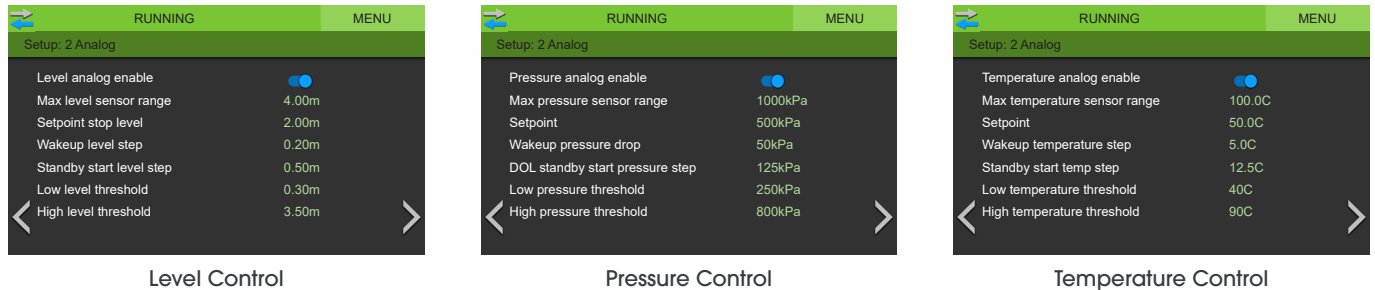 RUNNING MENU
Setup: 2 Analog
Level analog enable
Max level sensor range 4.00m
Setpoint stop level 2.00m
Wakeup level step 0.20m
Standby start level step 0.50m
Low level threshold 0.30m
High level threshold 3.50m
Level Control
RUNNING MENU
Setup: 2 Analog
Pressure analog enable
Max pressure sensor range 1000kPa
Setpoint 500kPa
Wakeup pressure drop 50kPa
DOL standby start pressure step 125kPa
Low pressure threshold 250kPa
High pressure threshold 800kPa
Pressure Control
RUNNING MENU
Setup: 2 Analog
Temperature analog enable
Max temperature sensor range 100.0C
Setpoint 50.0C
Wakeup temperature step 5.0C
Standby start temp step 12.5C
Low temperature threshold 40C
High temperature threshold 90C
Temperature Control